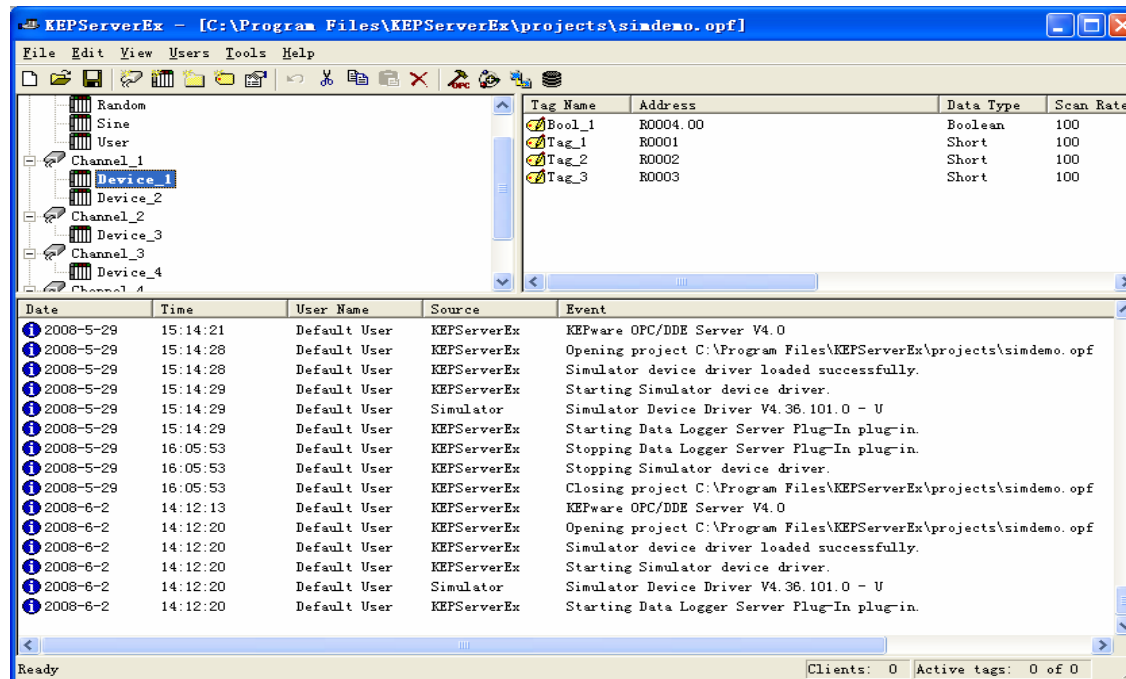 KEPServerEx - [C:\Program Files\KEPServerEx\projects\simdemo.opf]
File Edit View Users Tools Help
Random
Sine
User
Channel_1
Device_1
Device_2
Channel_2
Device_3
Channel_3
Device_4
Channel_4
Tag Name Address Data Type Scan Rate
Bool_1 R0004.00 Boolean 100
Tag_1 R0001 Short 100
Tag_2 R0002 Short 100
Tag_3 R0003 Short 100
Date Time User Name Source Event
2008-5-29 15:14:21 Default User KEPServerEx KEPware OPC/DDE Server V4.0
2008-5-29 15:14:28 Default User KEPServerEx Opening project C:\Program Files\KEPServerEx\projects\simdemo.opf
2008-5-29 15:14:28 Default User KEPServerEx Simulator device driver loaded successfully.
2008-5-29 15:14:29 Default User KEPServerEx Starting Simulator device driver.
2008-5-29 15:14:29 Default User Simulator Simulator Device Driver V4.36.101.0 - U
2008-5-29 15:14:29 Default User KEPServerEx Starting Data Logger Server Plug-In plug-in.
2008-5-29 16:05:53 Default User KEPServerEx Stopping Data Logger Server Plug-In plug-in.
2008-5-29 16:05:53 Default User KEPServerEx Stopping Simulator device driver.
2008-5-29 16:05:53 Default User KEPServerEx Closing project C:\Program Files\KEPServerEx\projects\simdemo.opf
2008-6-2 14:12:13 Default User KEPServerEx KEPware OPC/DDE Server V4.0
2008-6-2 14:12:20 Default User KEPServerEx Opening project C:\Program Files\KEPServerEx\projects\simdemo.opf
2008-6-2 14:12:20 Default User KEPServerEx Simulator device driver loaded successfully.
2008-6-2 14:12:20 Default User KEPServerEx Starting Simulator device driver.
2008-6-2 14:12:20 Default User Simulator Simulator Device Driver V4.36.101.0 - U
2008-6-2 14:12:20 Default User KEPServerEx Starting Data Logger Server Plug-In plug-in.
Ready Clients: 0 Active tags: 0 of 0